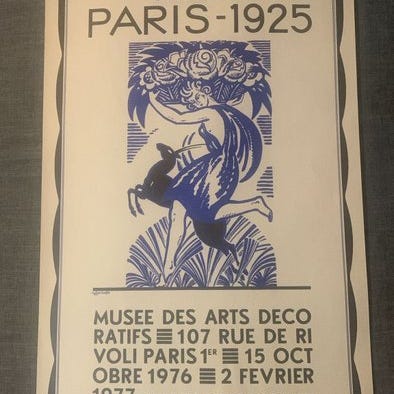 PARIS-1925
MUSEE DES ARTS DECO
RATIFS 107 RUE DE RI
VOLI PARIS 1ER 15 OCT
OBRE 1976 2 FEVRIER
1977